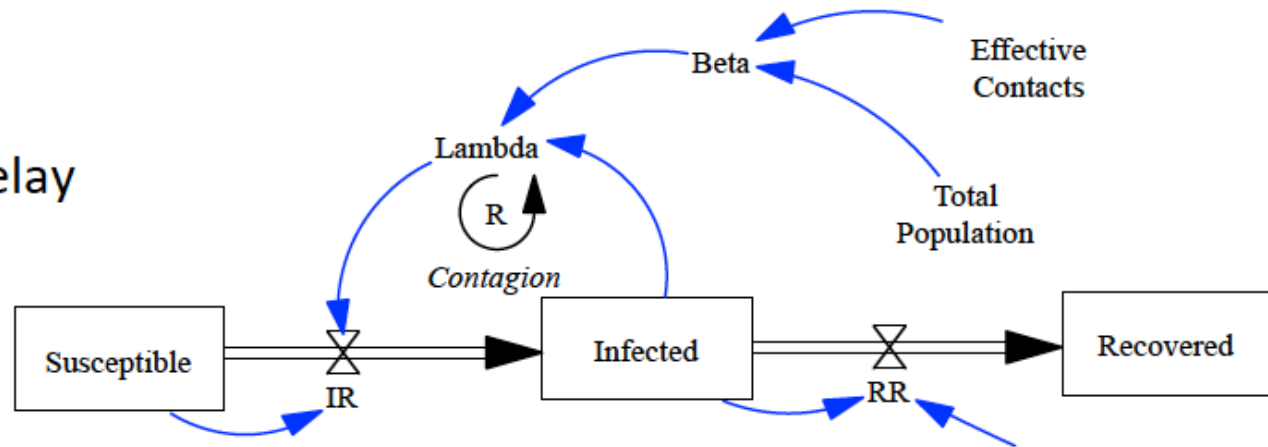 Effective
Contacts
Beta
Lambda
elay
R
Total
Population
Contagion
Susceptible
Infected
Recovered
IR
RR